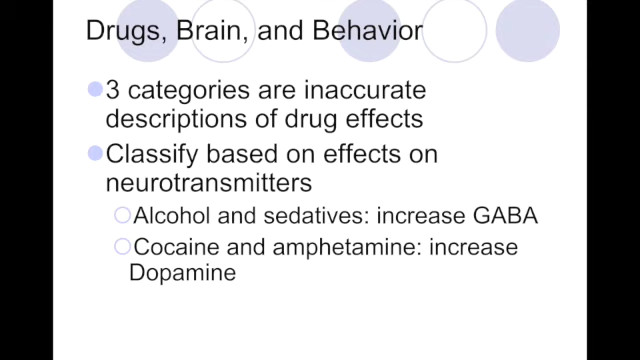 Drugs, Brain, and Behavior
3 categories are inaccurate
descriptions of drug effects
Classify based on effects on
neurotransmitters
Alcohol and sedatives: increase GABA
Cocaine and amphetamine: increase
Dopamine